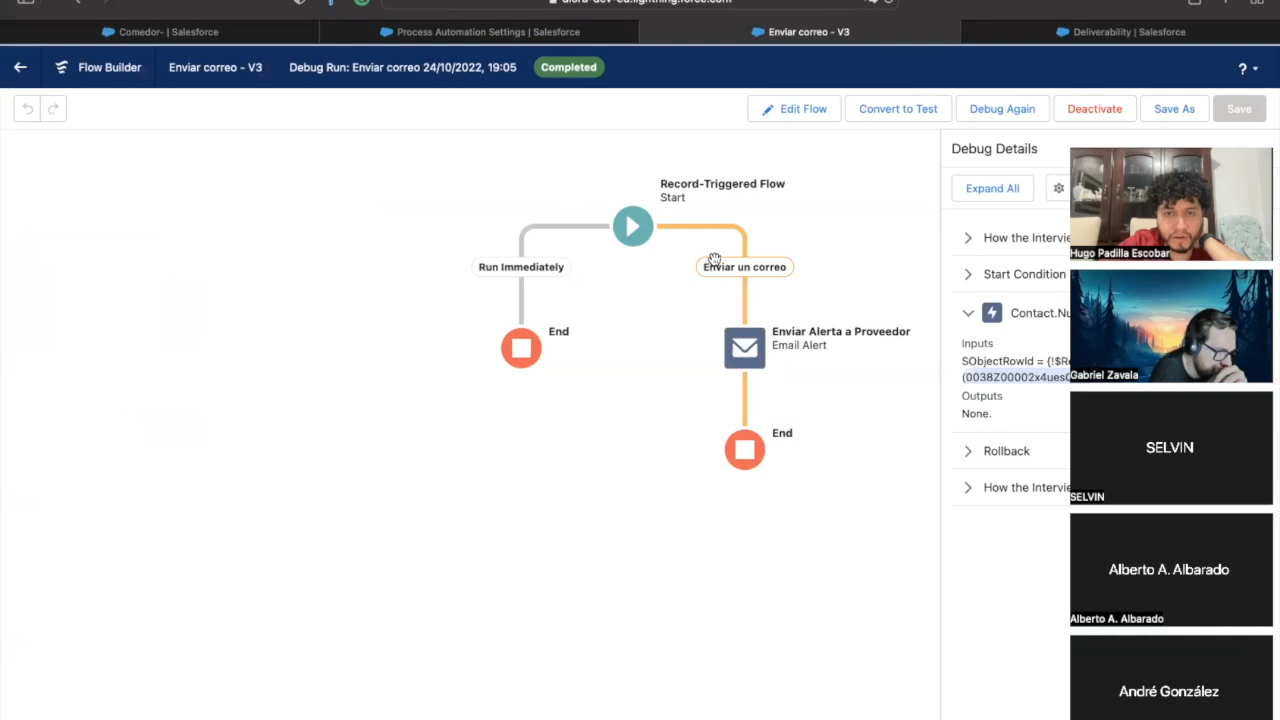 Comedor- | Salesforce
Process Automation Settings | Salesforce
Enviar correo - V3
Deliverability | Salesforce
Flow Builder
Enviar correo - V3
Debug Run: Enviar correo 24/10/2022, 19:05
Completed
?
Edit Flow
Convert to Test
Debug Again
Deactivate
Save As
Save
Debug Details
Expand All
Record-Triggered Flow
Start
Run Immediately
Enviar un correo
End
Enviar Alerta a Proveedor
Email Alert
End
How the Intervie
Start Condition
Contact.Nu
Inputs
SObjectRowId = {!$Re
(0038Z00002x4ues
Outputs
None.
Rollback
How the Intervie
Hugo Padilla Escobar
Gabriel Zavala
SELVIN
SELVIN
Alberto A. Albarado
Alberto A. Albarado
André González